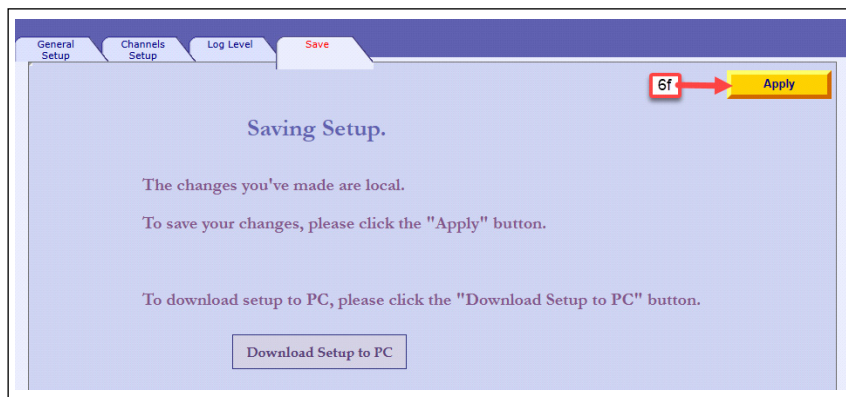 General Setup
Channels Setup
Log Level
Save
6f
Apply
Saving Setup.
The changes you've made are local.
To save your changes, please click the "Apply" button.
To download setup to PC, please click the "Download Setup to PC" button.
Download Setup to PC